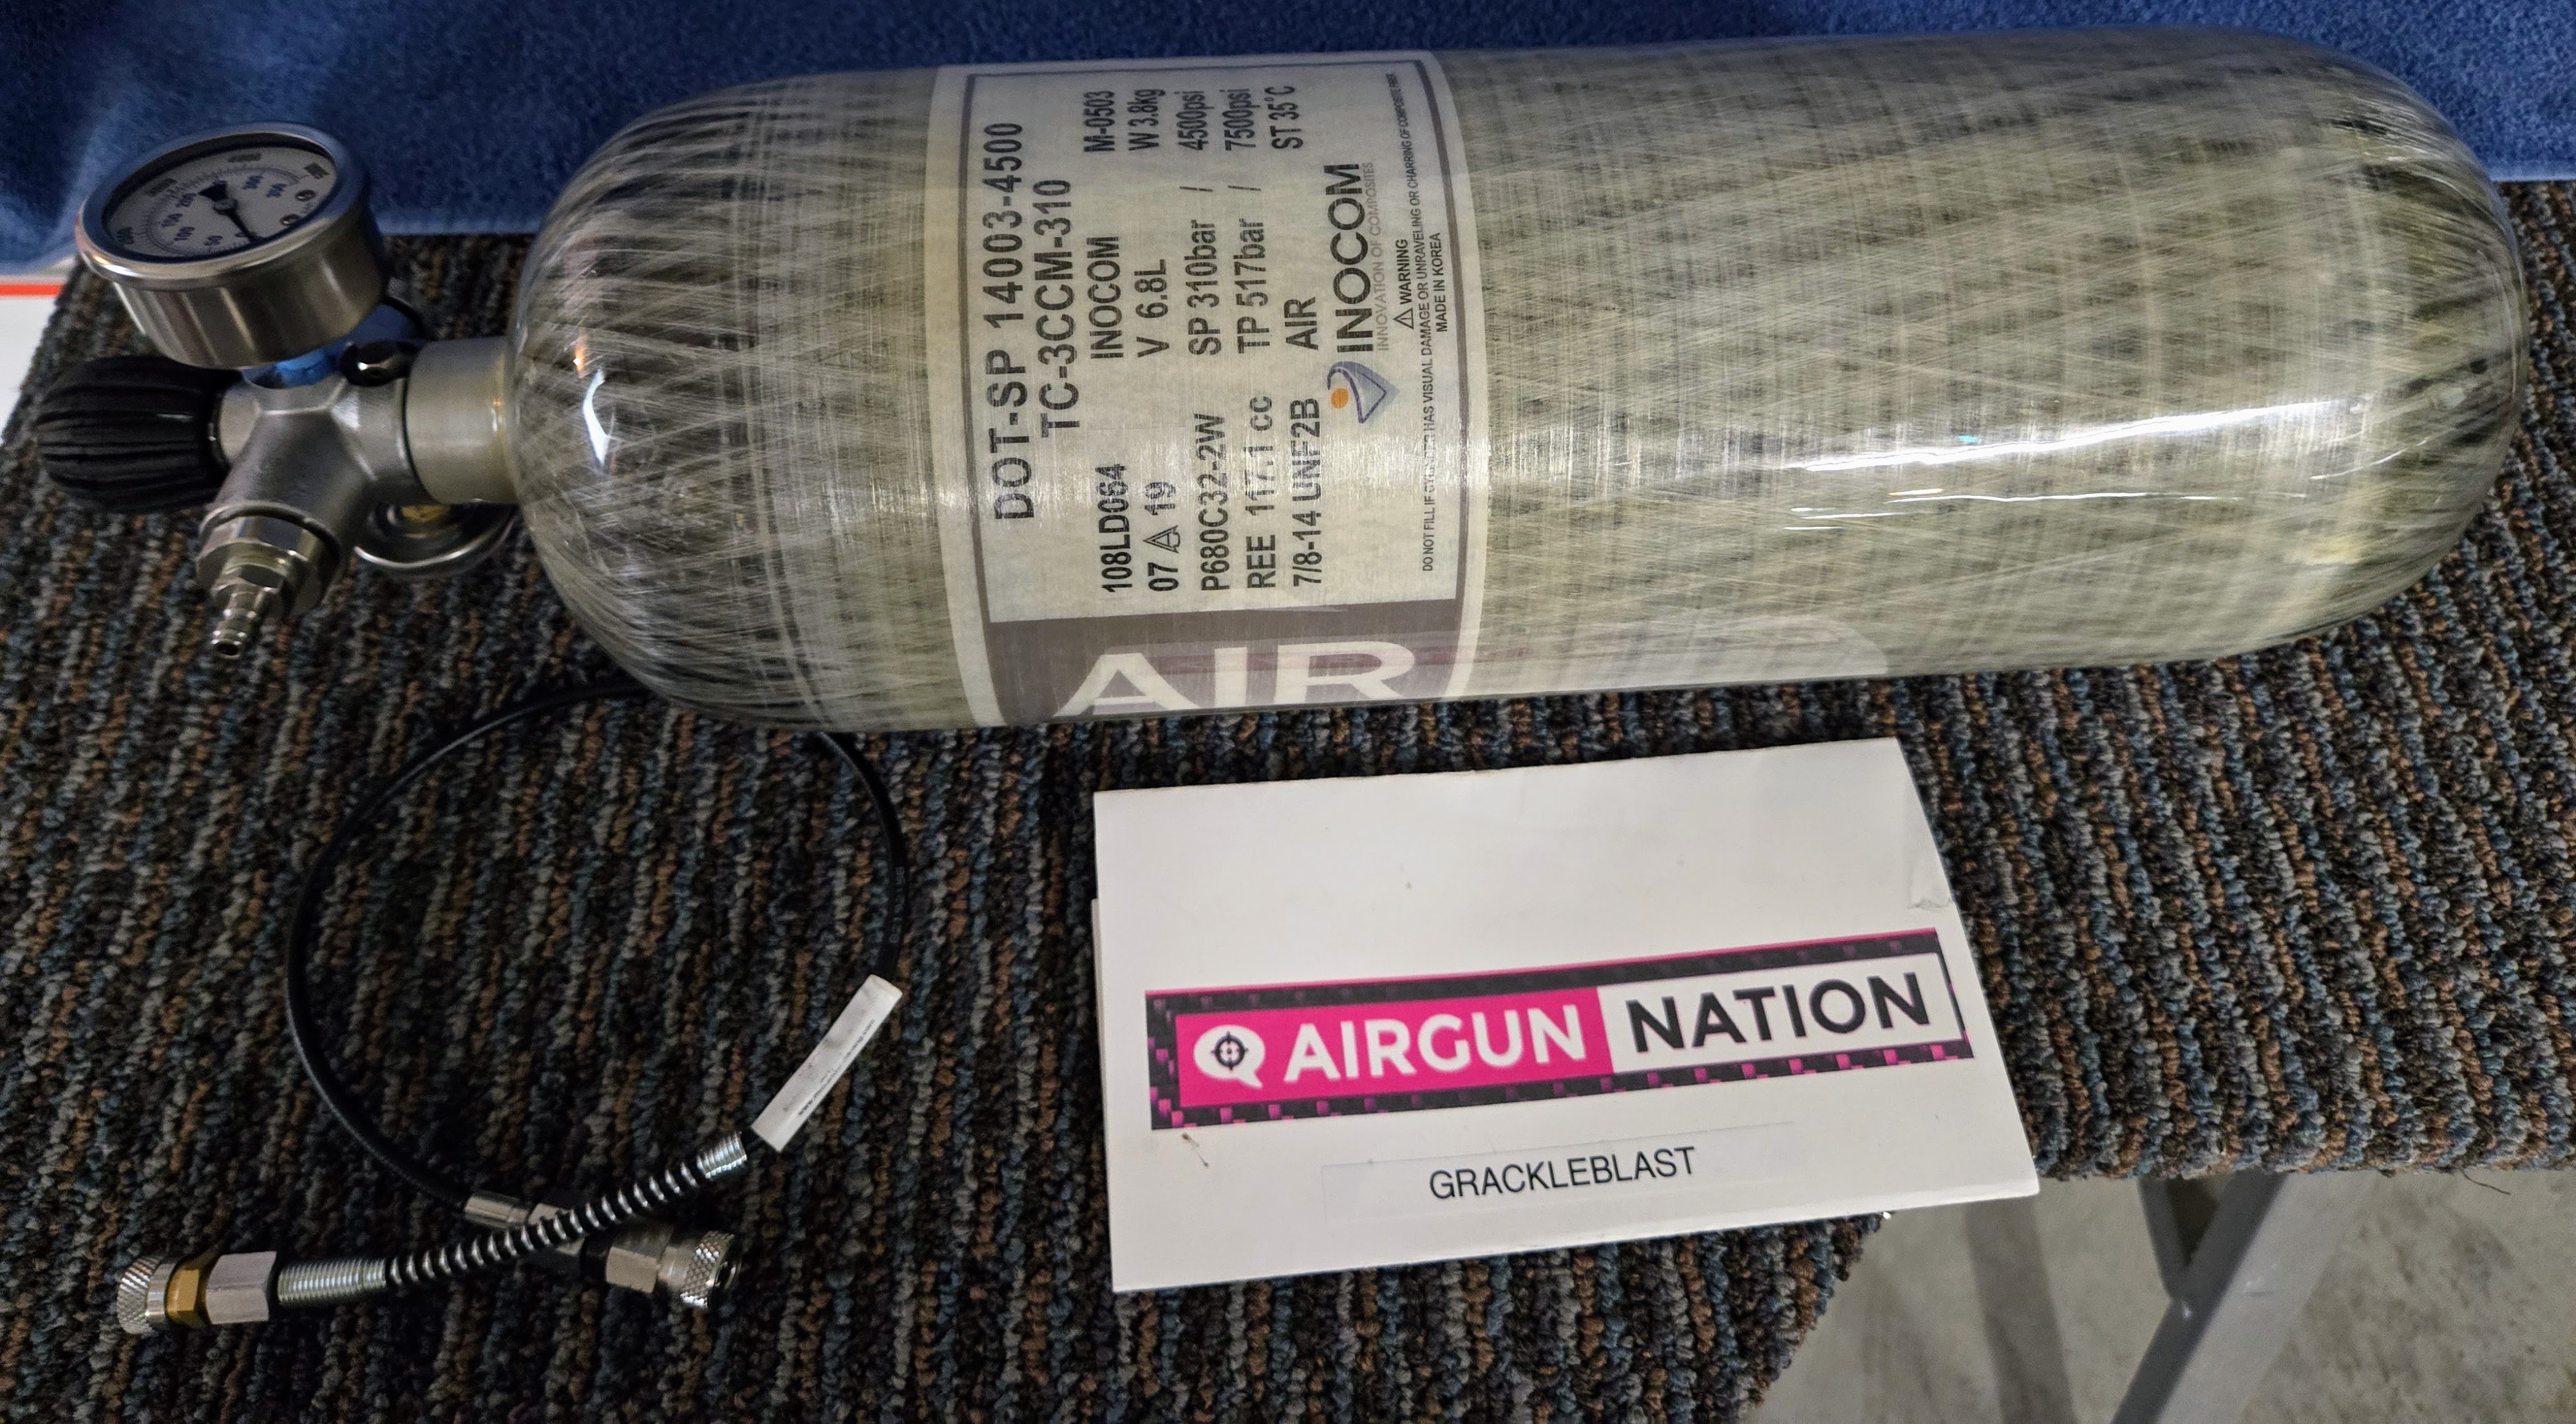 DOT-SP 14003-4500
TC-3CCM-310
108LD064 INOCOM M-0503
07 19 V 6.8L W 3.8kg
P680C32-2W SP 310bar / 4500psi
REE 117.1 cc TP 517bar / 7500psi
7/8-14 UNF2B AIR ST 35°C
INOCOM
INNOVATION OF COMPOSITES
⚠ WARNING
DO NOT FILL IF CYLINDER HAS VISUAL DAMAGE OR UNRAVELING OR CHARRING OF COMPOSITE FIBER
MADE IN KOREA
AIR
AIRGUN NATION
GRACKLEBLAST